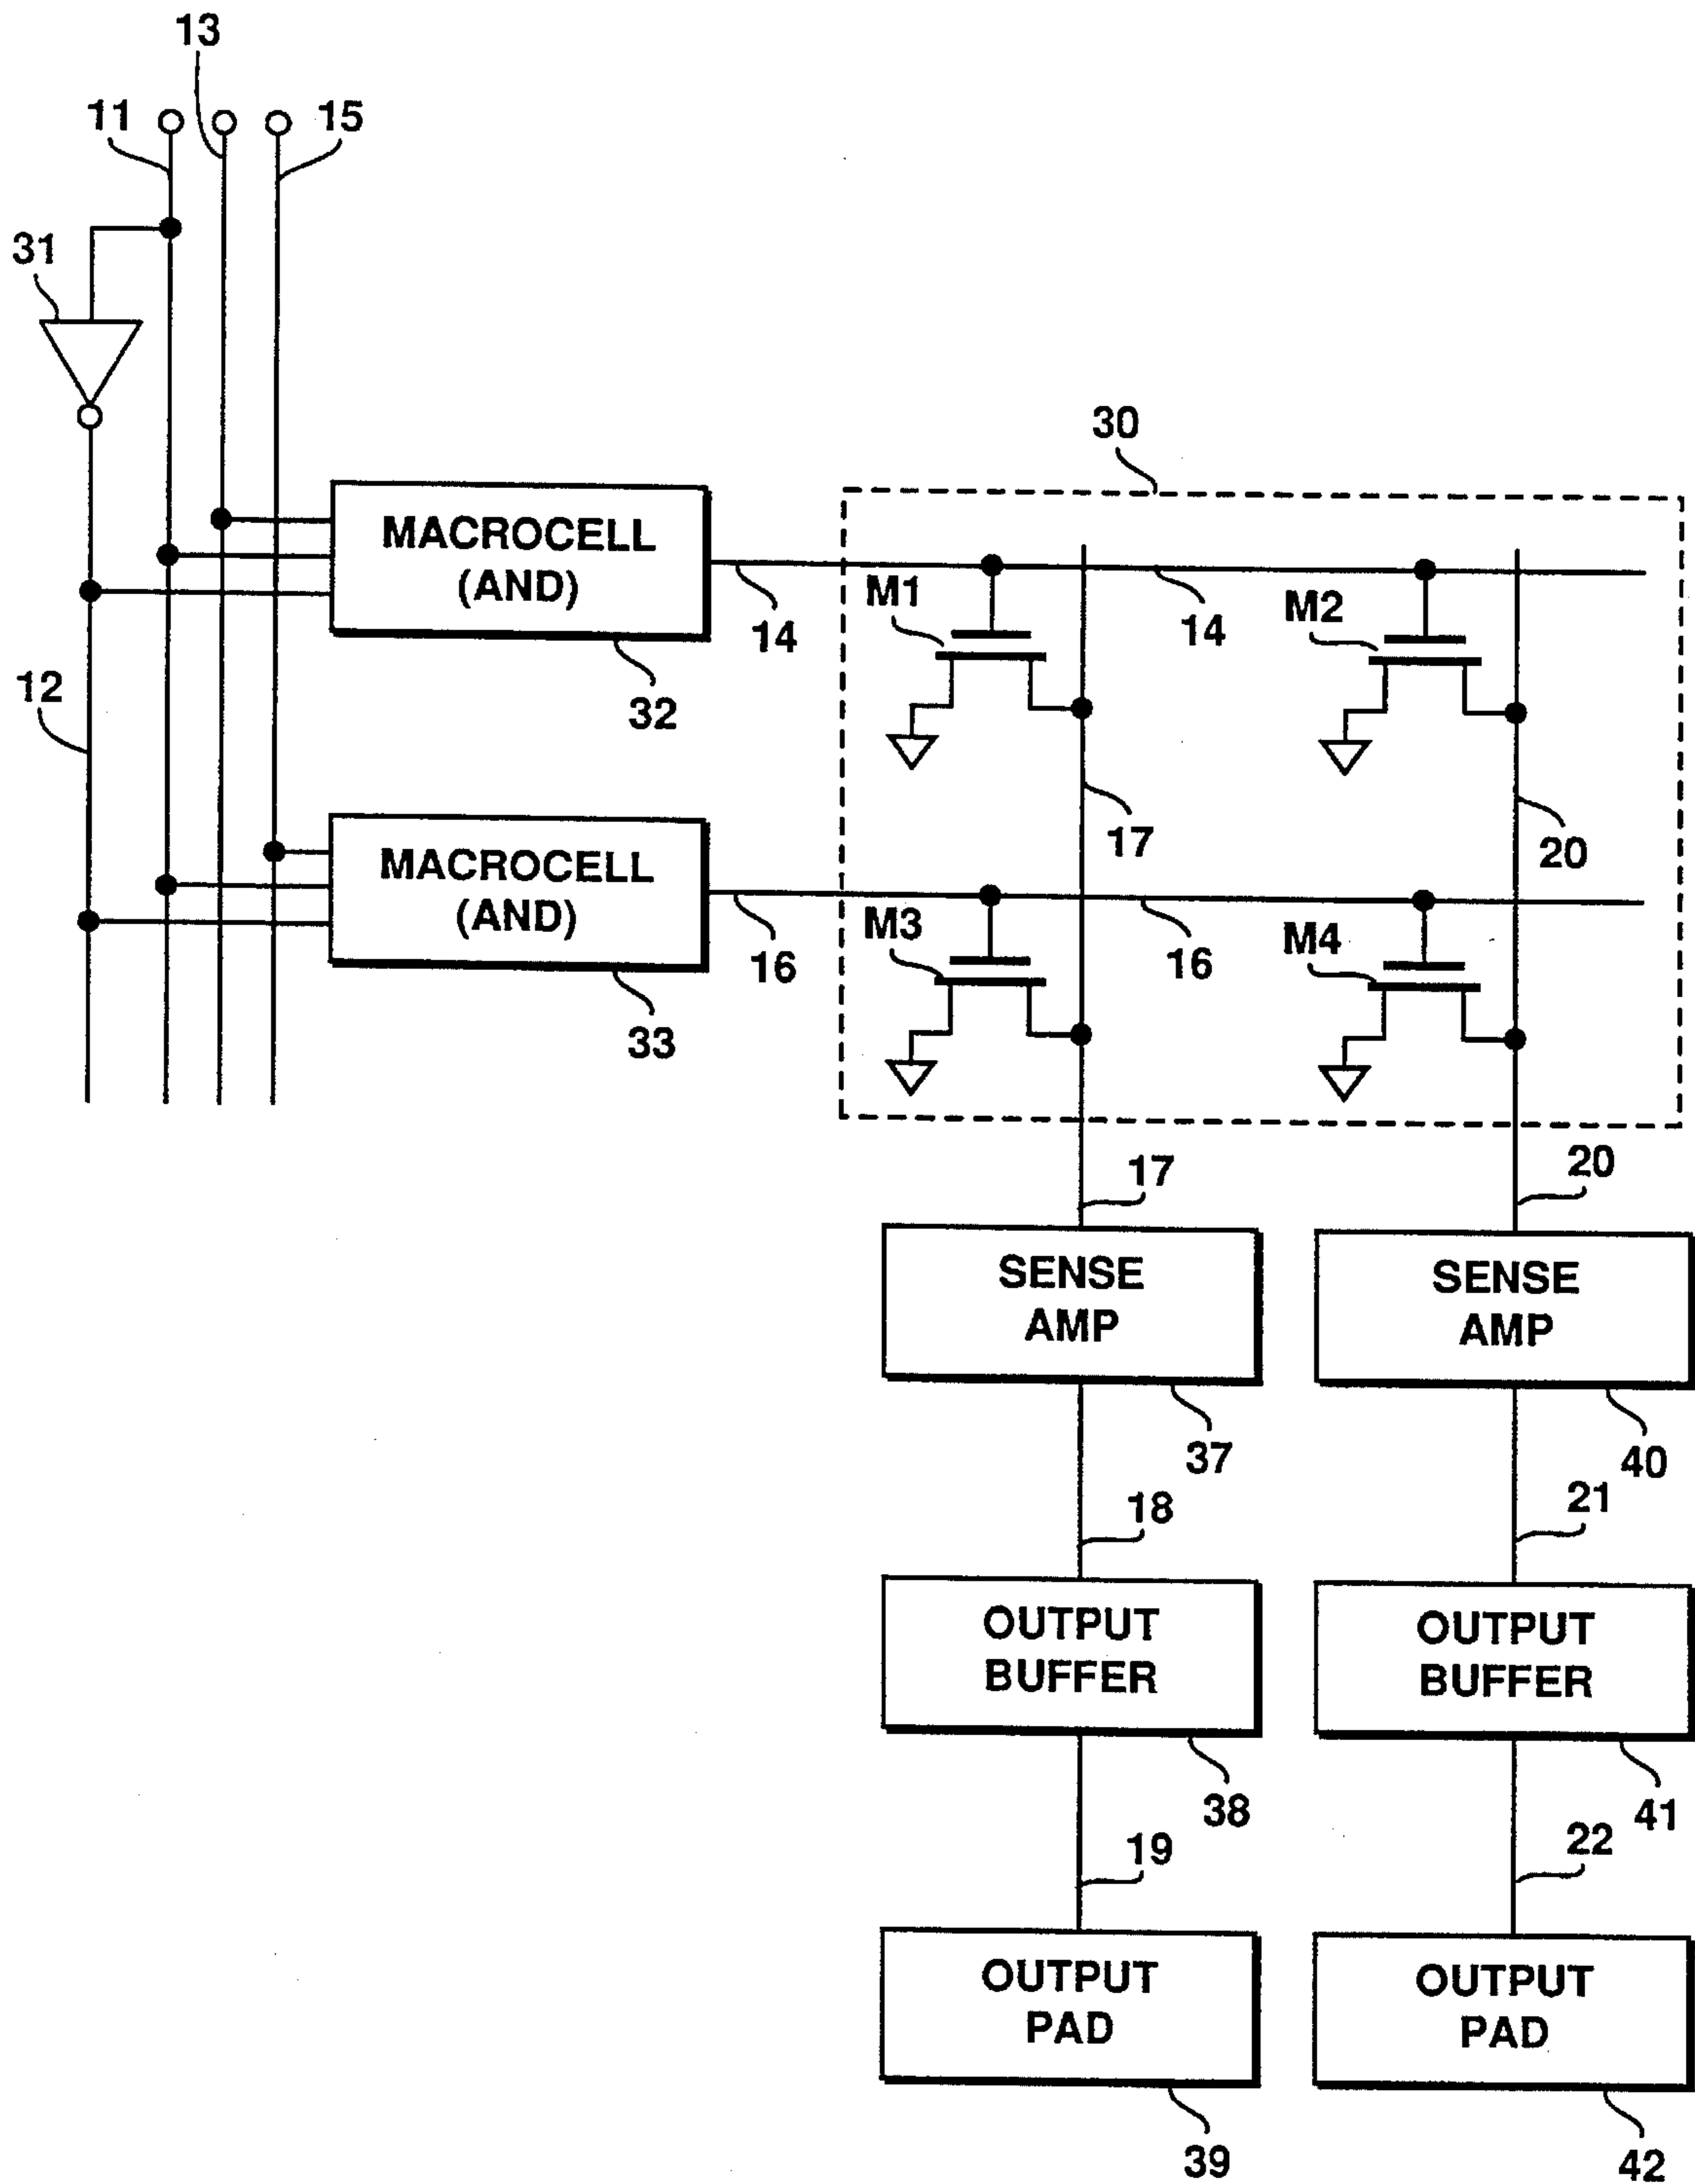 13
11
15
31
30
MACROCELL
(AND)
14
M1
14
M2
12
32
17
20
MACROCELL
(AND)
16
M3
16
M4
33
17
20
SENSE
AMP
SENSE
AMP
37
40
18
21
OUTPUT
BUFFER
OUTPUT
BUFFER
38
41
19
22
OUTPUT
PAD
OUTPUT
PAD
39
42